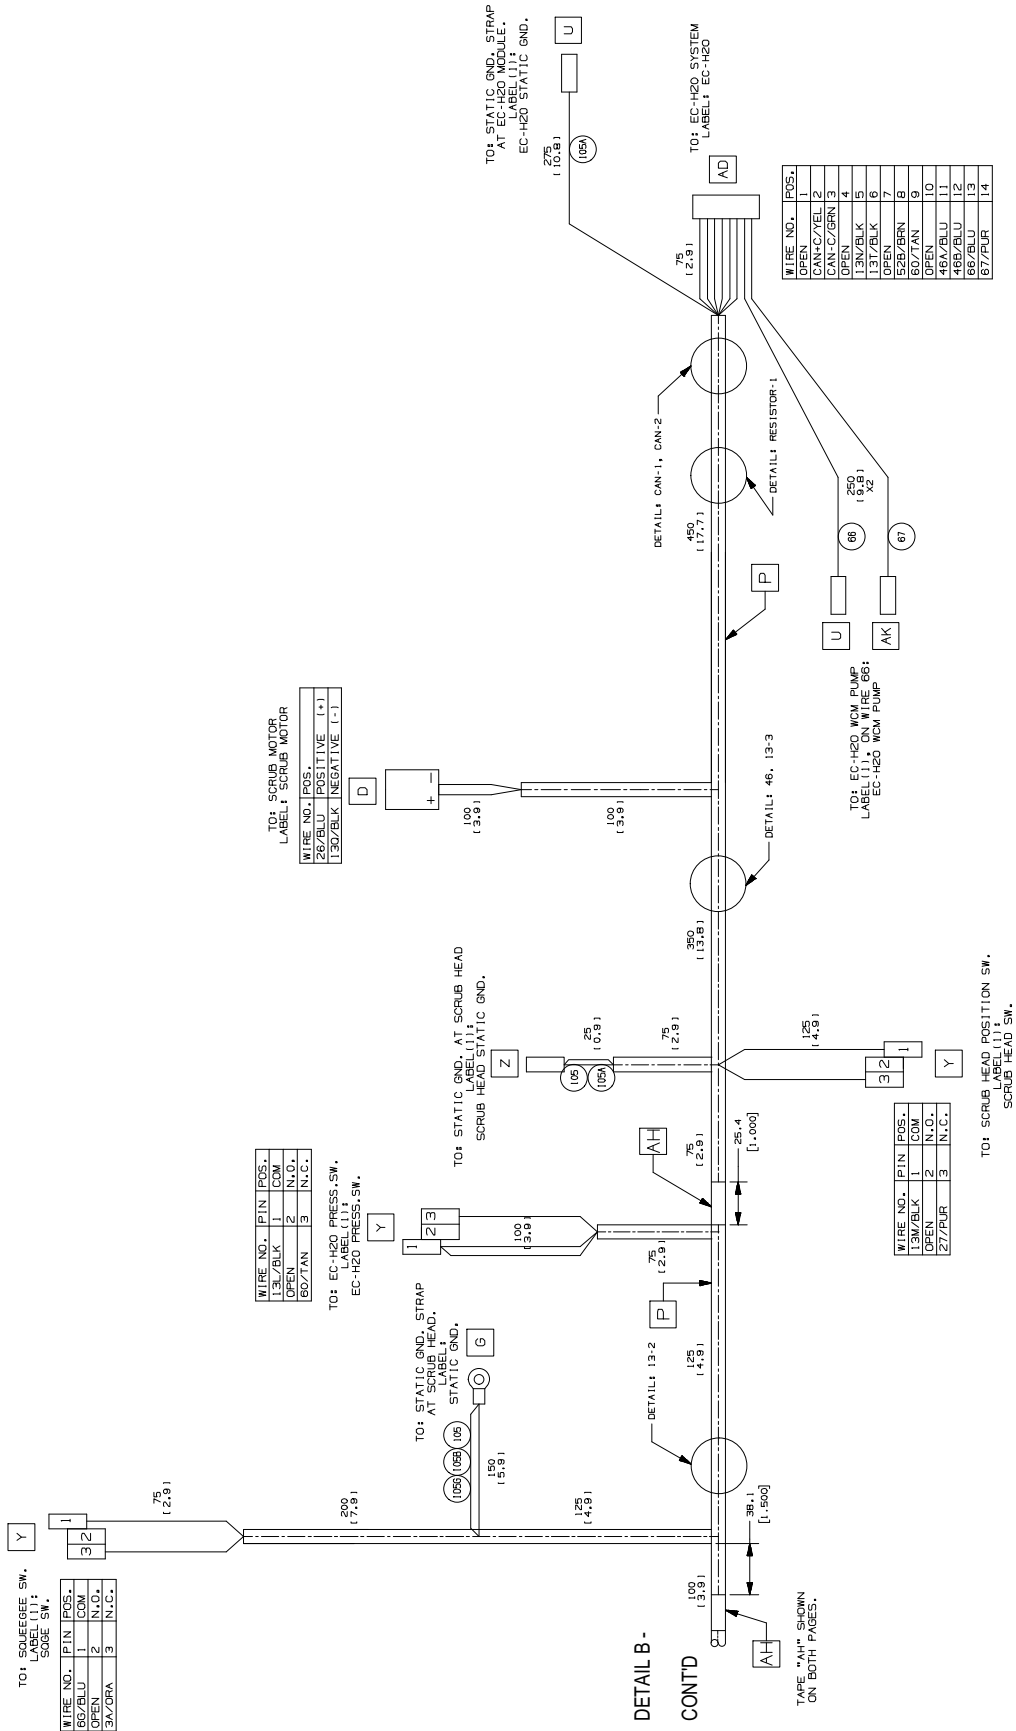 TO: SQUEEGEE SW.
LABEL(1):
SQGE SW.
WIRE NO. PIN POS.
6G/BLU 1 COM
OPEN 2 N.O.
3A/ORA 3 N.C.
Y
3 2 1
75
[2.9]
200
[7.9]
125
[4.9]
TO: STATIC GND. STRAP
AT SCRUB HEAD.
LABEL:
STATIC GND.
G
105G 105B 105
150
[5.9]
WIRE NO. PIN POS.
13L/BLK 1 COM
OPEN 2 N.O.
60/TAN 3 N.C.
TO: EC-H2O PRESS.SW.
LABEL(1):
EC-H2O PRESS.SW.
Y
1 2 3
100
[3.9]
75
[2.9]
TO: STATIC GND. AT SCRUB HEAD
LABEL(1):
SCRUB HEAD STATIC GND.
Z
105 105A
25
[0.9]
75
[2.9]
TO: SCRUB MOTOR
LABEL: SCRUB MOTOR
WIRE NO. POS.
26/BLU POSITIVE (+)
13Q/BLK NEGATIVE (-)
D
+ -
100
[3.9]
100
[3.9]
TO: STATIC GND. STRAP
AT EC-H2O MODULE.
LABEL(1):
EC-H2O STATIC GND.
U
275
[10.8]
105A
TO: EC-H2O SYSTEM
LABEL: EC-H2O
AD
75
[2.9]
WIRE NO. POS.
OPEN 1
CAN+C/YEL 2
CAN-C/GRN 3
OPEN 4
13N/BLK 5
13T/BLK 6
OPEN 7
52B/BRN 8
60/TAN 9
OPEN 10
46A/BLU 11
46B/BLU 12
66/BLU 13
67/PUR 14
DETAIL B -
CONT'D
100
[3.9]
AH
TAPE "AH" SHOWN
ON BOTH PAGES.
38.1
[1.500]
DETAIL: 13-2
125
[4.9]
P
AH
75
[2.9]
25.4
[1.000]
125
[4.9]
3 2 1
Y
WIRE NO. PIN POS.
13M/BLK 1 COM
OPEN 2 N.O.
27/PUR 3 N.C.
TO: SCRUB HEAD POSITION SW.
LABEL(1):
SCRUB HEAD SW.
350
[13.8]
DETAIL: 46, 13-3
P
450
[17.7]
DETAIL: CAN-1, CAN-2
DETAIL: RESISTOR-1
250
[9.8]
X2
66
67
U
AK
TO: EC-H2O WCM PUMP
LABEL(1), ON WIRE 66:
EC-H2O WCM PUMP